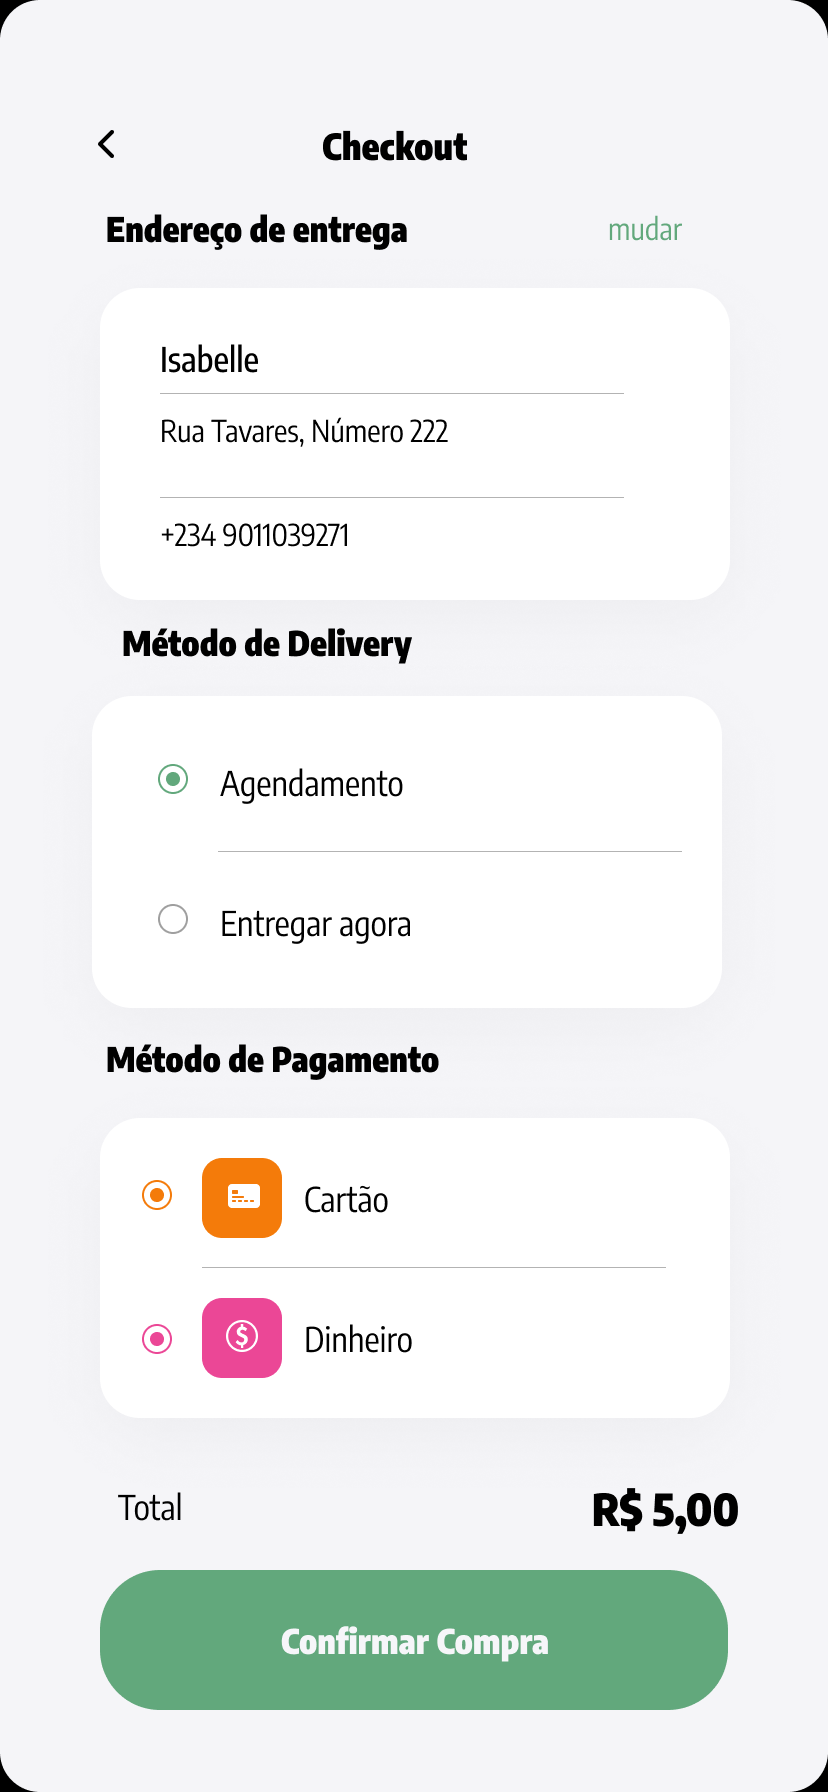 Checkout
Endereço de entrega mudar
Isabelle
Rua Tavares, Número 222
+234 9011039271
Método de Delivery
Agendamento
Entregar agora
Método de Pagamento
Cartão
$ Dinheiro
Total R$ 5,00
Confirmar Compra